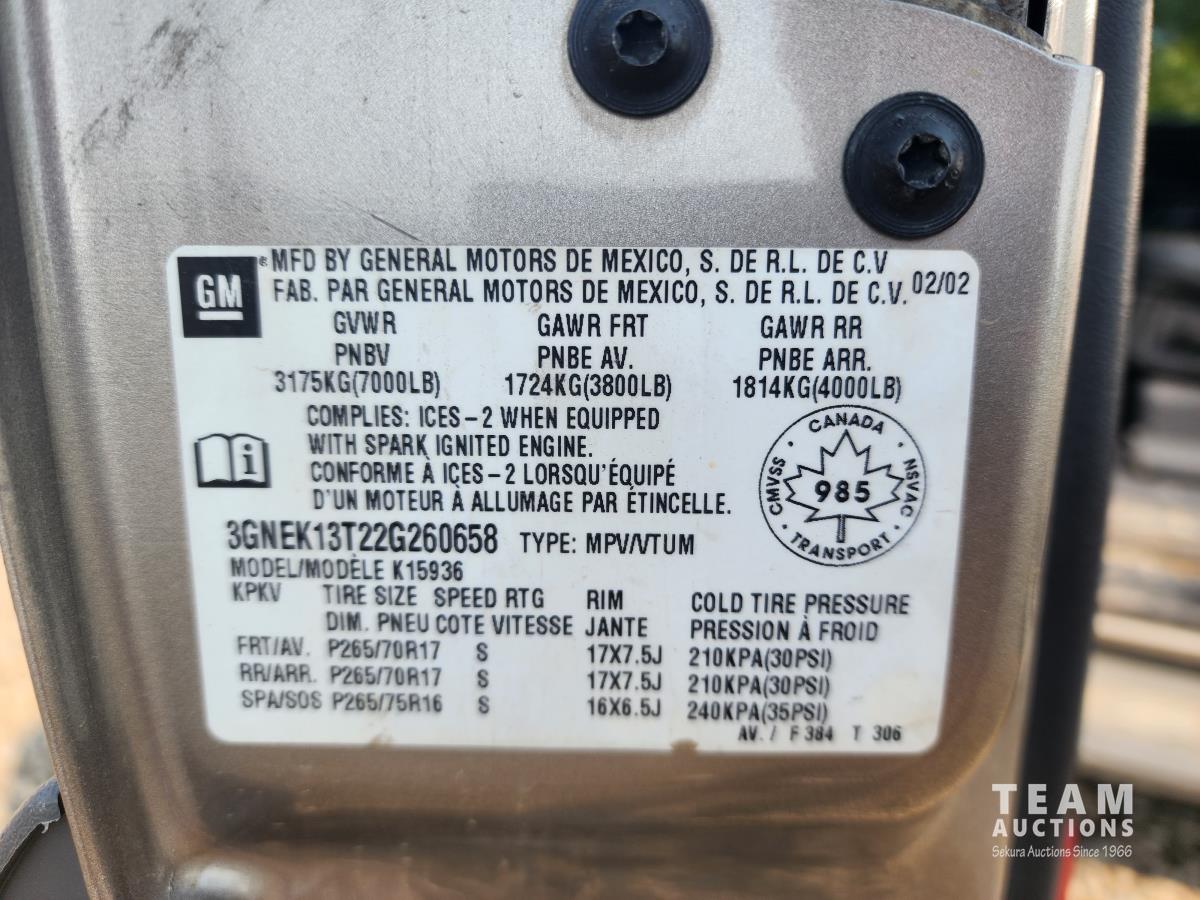 GM
MFD BY GENERAL MOTORS DE MEXICO, S. DE R.L. DE C.V
FAB. PAR GENERAL MOTORS DE MEXICO, S. DE R.L. DE C.V. 02/02
GVWR GAWR FRT GAWR RR
PNBV PNBE AV. PNBE ARR.
3175KG(7000LB) 1724KG(3800LB) 1814KG(4000LB)
COMPLIES: ICES-2 WHEN EQUIPPED
WITH SPARK IGNITED ENGINE.
CONFORME À ICES-2 LORSQU'ÉQUIPÉ
D'UN MOTEUR À ALLUMAGE PAR ÉTINCELLE.
i
CANADA
CMVSS 985 NSVAC
TRANSPORT
3GNEK13T22G260658 TYPE: MPV/VTUM
MODEL/MODÈLE K15936
KPKV TIRE SIZE SPEED RTG RIM COLD TIRE PRESSURE
DIM. PNEU COTE VITESSE JANTE PRESSION À FROID
FRT/AV. P265/70R17 S 17X7.5J 210KPA(30PSI)
RR/ARR. P265/70R17 S 17X7.5J 210KPA(30PSI)
SPA/SOS P265/75R16 S 16X6.5J 240KPA(35PSI)
AV. / F 384 T 306
TEAM
AUCTIONS
Sekura Auctions Since 1966